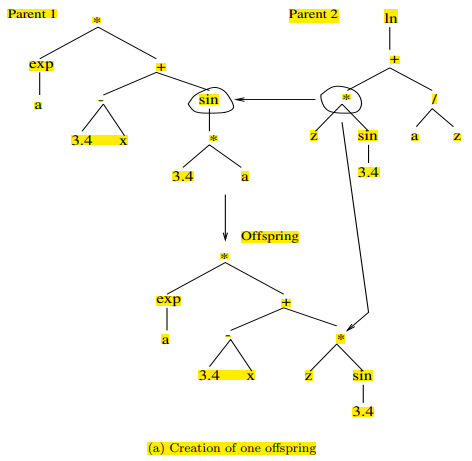 Parent 1
*
exp
+
a
-
sin
3.4 x
*
3.4 a
Parent 2
ln
+
*
/
z sin
a z
3.4
Offspring
*
exp
+
a
-
*
3.4 x
z sin
3.4
(a) Creation of one offspring